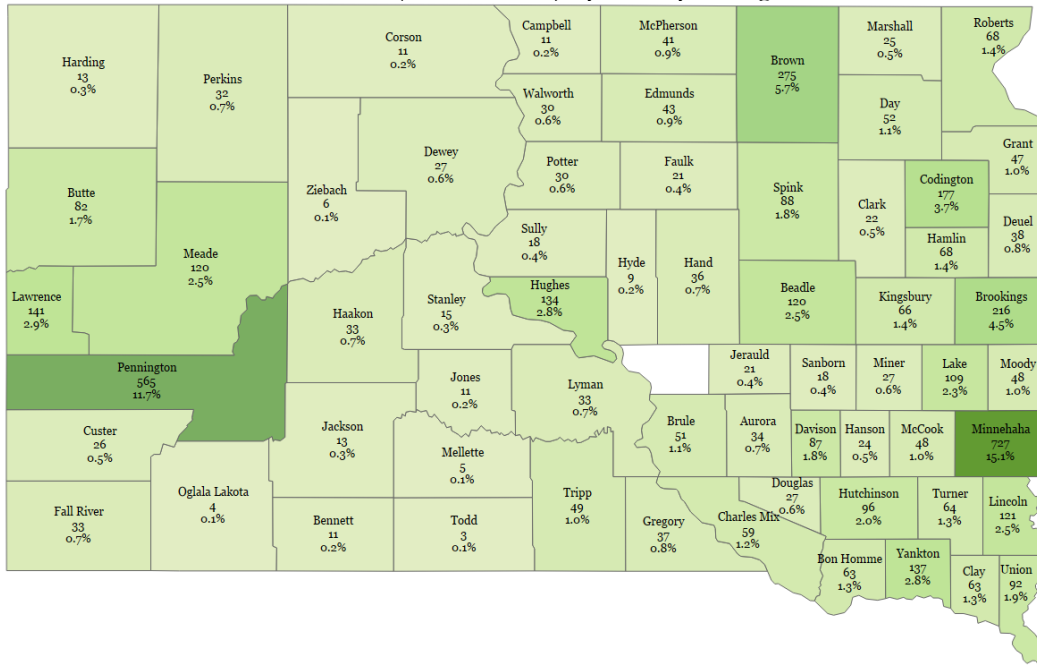 Harding
13
0.3%
Perkins
32
0.7%
Corson
11
0.2%
Campbell
11
0.2%
McPherson
41
0.9%
Brown
275
5.7%
Marshall
25
0.5%
Roberts
68
1.4%
Walworth
30
0.6%
Edmunds
43
0.9%
Day
52
1.1%
Grant
47
1.0%
Butte
82
1.7%
Ziebach
6
0.1%
Dewey
27
0.6%
Potter
30
0.6%
Faulk
21
0.4%
Spink
88
1.8%
Clark
22
0.5%
Codington
177
3.7%
Deuel
38
0.8%
Hamlin
68
1.4%
Meade
120
2.5%
Sully
18
0.4%
Hyde
9
0.2%
Hand
36
0.7%
Lawrence
141
2.9%
Haakon
33
0.7%
Stanley
15
0.3%
Hughes
134
2.8%
Beadle
120
2.5%
Kingsbury
66
1.4%
Brookings
216
4.5%
Pennington
565
11.7%
Jones
11
0.2%
Lyman
33
0.7%
Jerauld
21
0.4%
Sanborn
18
0.4%
Miner
27
0.6%
Lake
109
2.3%
Moody
48
1.0%
Custer
26
0.5%
Jackson
13
0.3%
Mellette
5
0.1%
Brule
51
1.1%
Aurora
34
0.7%
Davison
87
1.8%
Hanson
24
0.5%
McCook
48
1.0%
Minnehaha
727
15.1%
Fall River
33
0.7%
Oglala Lakota
4
0.1%
Bennett
11
0.2%
Todd
3
0.1%
Tripp
49
1.0%
Gregory
37
0.8%
Charles Mix
59
1.2%
Douglas
27
0.6%
Hutchinson
96
2.0%
Turner
64
1.3%
Lincoln
121
2.5%
Bon Homme
63
1.3%
Yankton
137
2.8%
Clay
63
1.3%
Union
92
1.9%